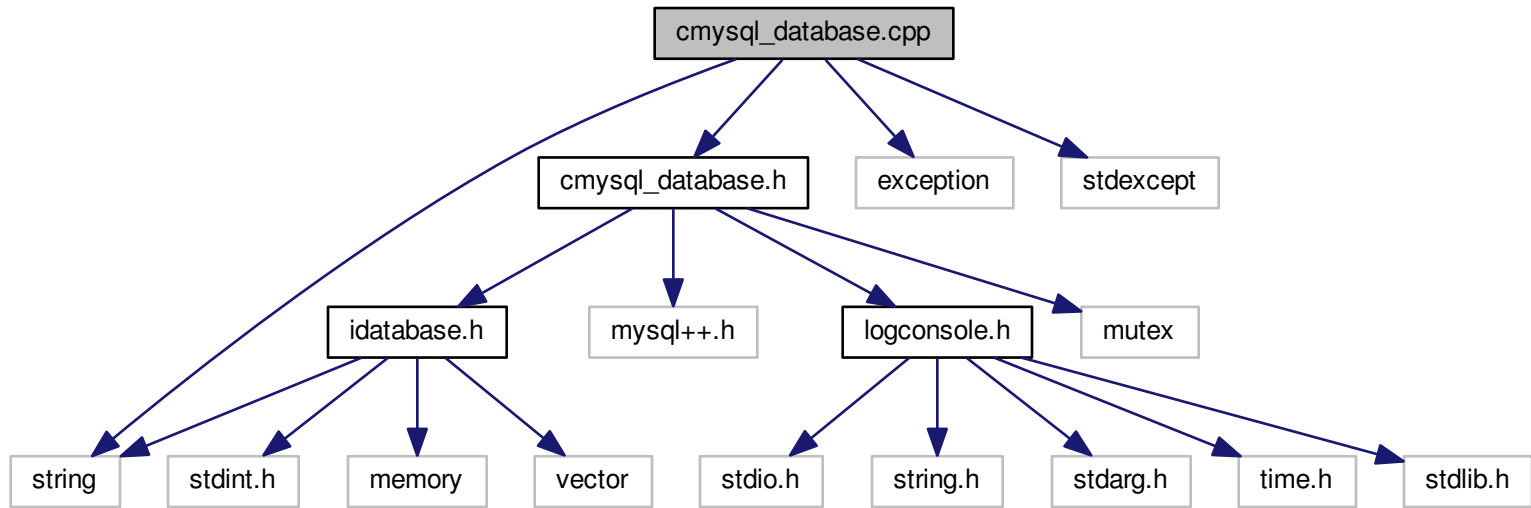 cmysql_database.cpp
cmysql_database.h
exception
stdexcept
idatabase.h
mysql++.h
logconsole.h
mutex
string
stdint.h
memory
vector
stdio.h
string.h
stdarg.h
time.h
stdlib.h